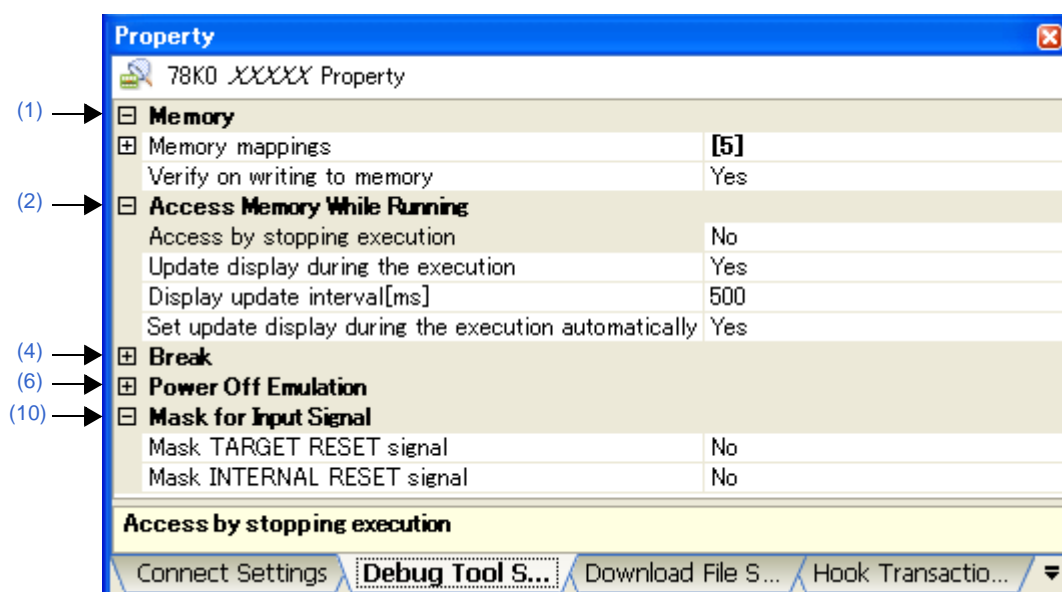 Property
78K0 XXXXX Property
(1) Memory
Memory mappings [5]
Verify on writing to memory Yes
(2) Access Memory While Running
Access by stopping execution No
Update display during the execution Yes
Display update interval[ms] 500
Set update display during the execution automatically Yes
(4) Break
(6) Power Off Emulation
(10) Mask for Input Signal
Mask TARGET RESET signal No
Mask INTERNAL RESET signal No
Access by stopping execution
Connect Settings Debug Tool S... Download File S... Hook Transactio...